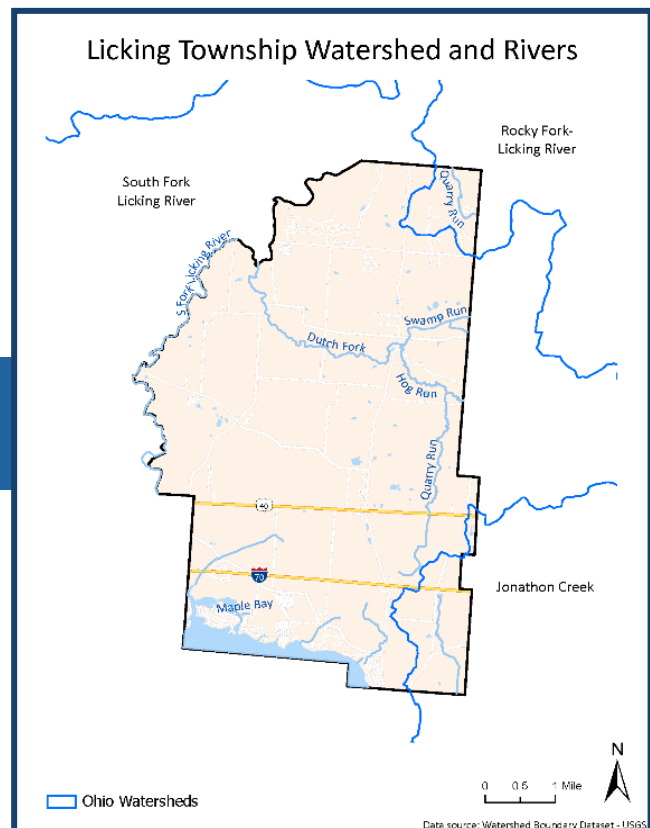 Licking Township Watershed and Rivers
Rocky Fork-
Licking River
South Fork
Licking River
Quarry Run
S Fork Licking River
Swamp Run
Dutch Fork
Hog Run
Quarry Run
40
70
Jonathon Creek
Maple Bay
N
0 0.5 1 Mile
Ohio Watersheds
Data source: Watershed Boundary Dataset - USGS